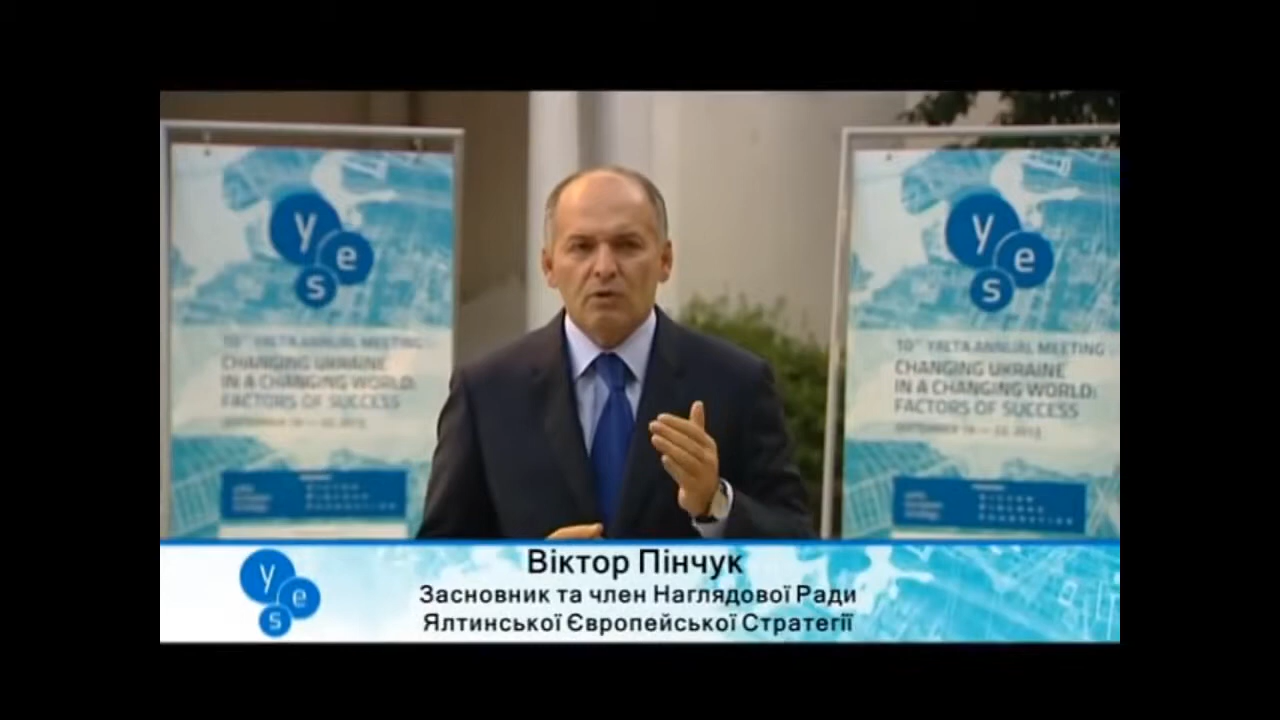 y
e
s
10TH YALTA ANNUAL MEETING
CHANGING UKRAINE
IN A CHANGING WORLD:
FACTORS OF SUCCESS
y
e
s
10TH YALTA ANNUAL MEETING
CHANGING UKRAINE
IN A CHANGING WORLD:
FACTORS OF SUCCESS
y
e
s
Віктор Пінчук
Засновник та член Наглядової Ради
Ялтинської Європейської Стратегії